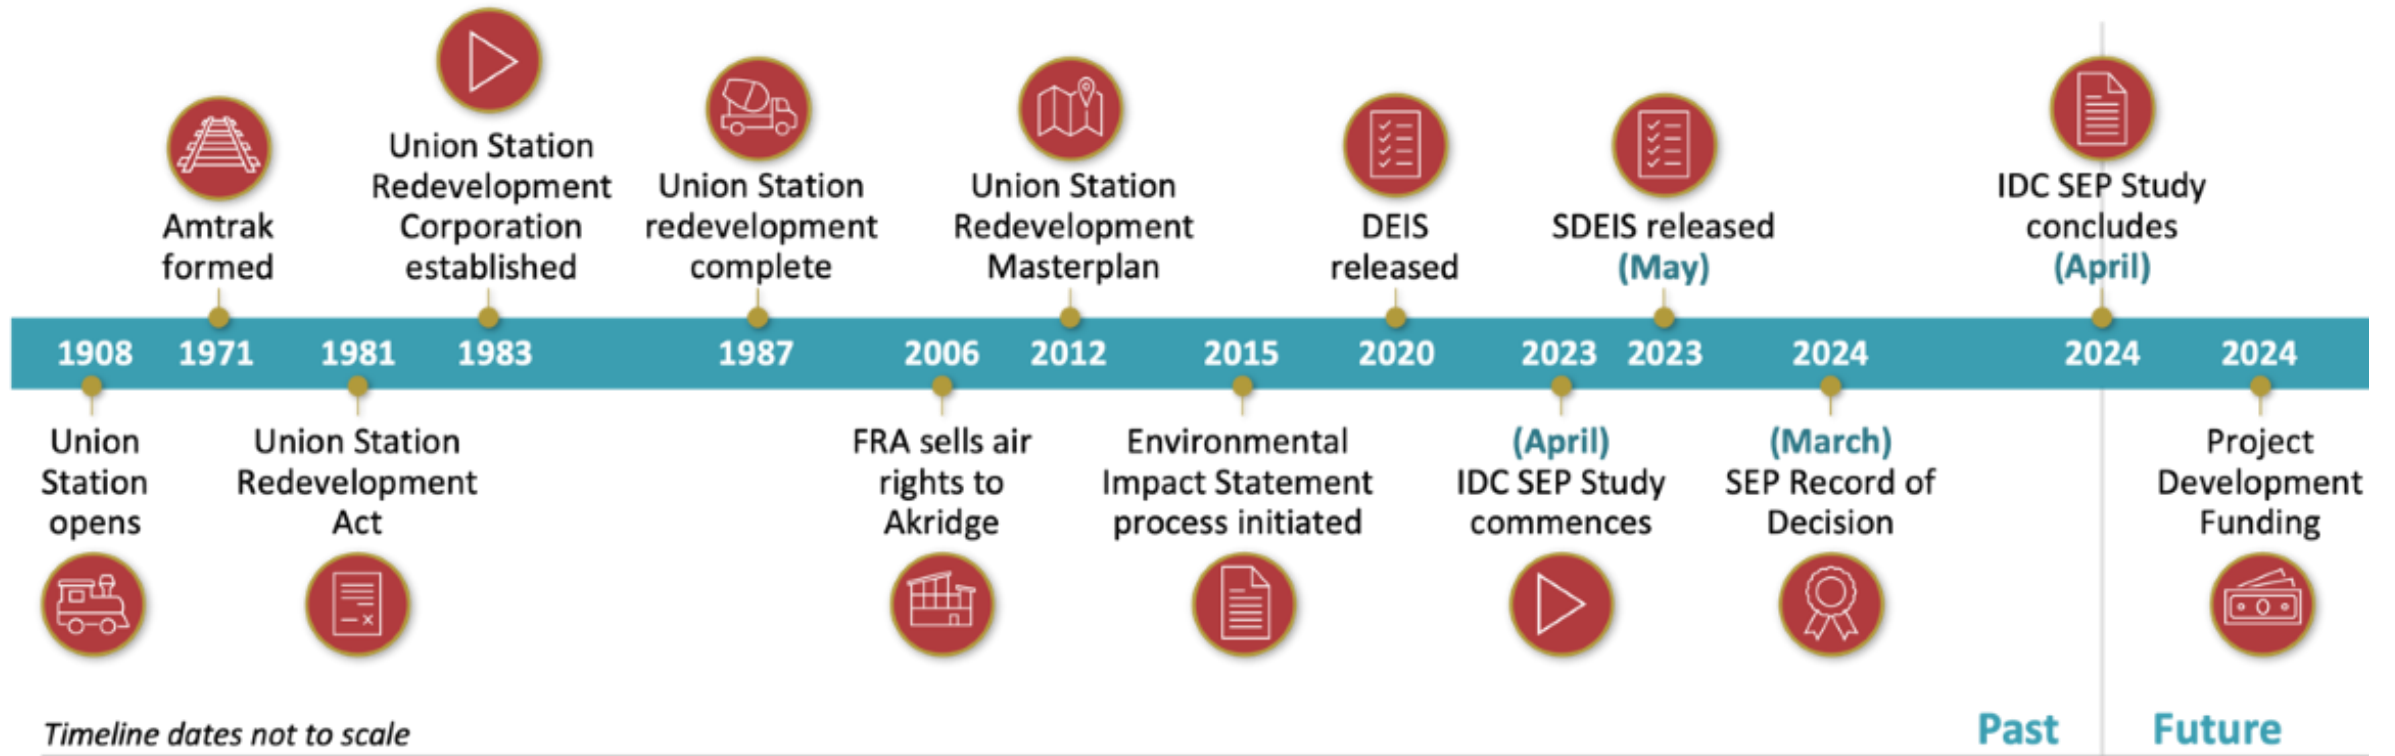 Amtrak
formed
Union Station
Redevelopment
Corporation
established
Union Station
redevelopment
complete
Union Station
Redevelopment
Masterplan
DEIS
released
SDEIS released
(May)
IDC SEP Study
concludes
(April)
1908 1971 1981 1983 1987 2006 2012 2015 2020 2023 2023 2024 2024 2024
Union
Station
opens
Union Station
Redevelopment
Act
FRA sells air
rights to
Akridge
Environmental
Impact Statement
process initiated
(April)
IDC SEP Study
commences
(March)
SEP Record of
Decision
Project
Development
Funding
Timeline dates not to scale
Past
Future